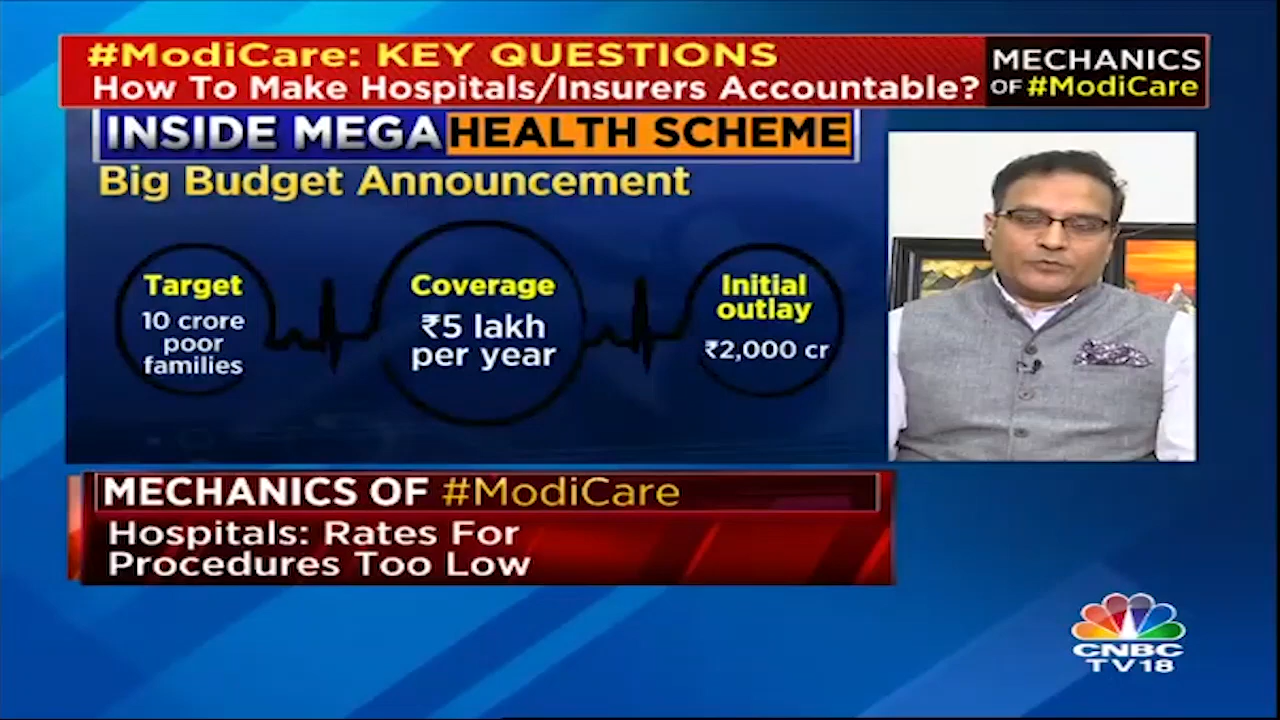 #ModiCare: KEY QUESTIONS
How To Make Hospitals/Insurers Accountable?
MECHANICS
OF #ModiCare
INSIDE MEGA HEALTH SCHEME
Big Budget Announcement
Target
10 crore
poor
families
Coverage
₹5 lakh
per year
Initial
outlay
₹2,000 cr
MECHANICS OF #ModiCare
Hospitals: Rates For
Procedures Too Low
CNBC
TV18